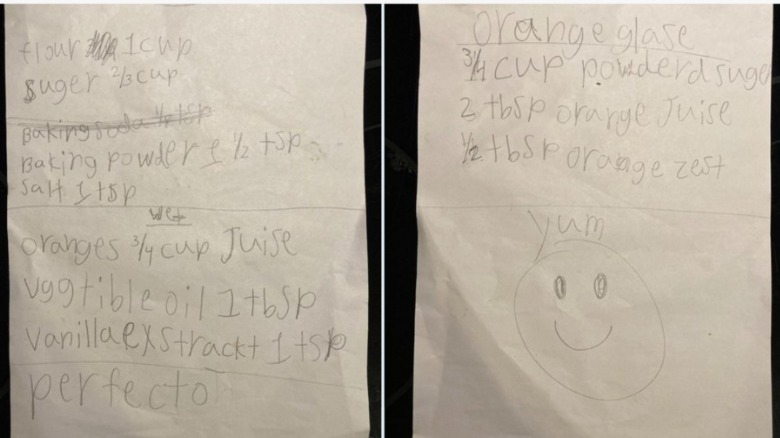 flour 1 cup
suger 2/3 cup
Baking soda 1/2 tsp
Baking powder 1 1/2 tsp
Salt 1 tsp
wet
oranges 3/4 cup Juise
vggtible oil 1 tbsp
vanilla exstrackt 1 tsp
perfecto
orange glase
3/4 cup powderd suger
2 tbsp orange Juise
1/2 tbsp orange zest
yum